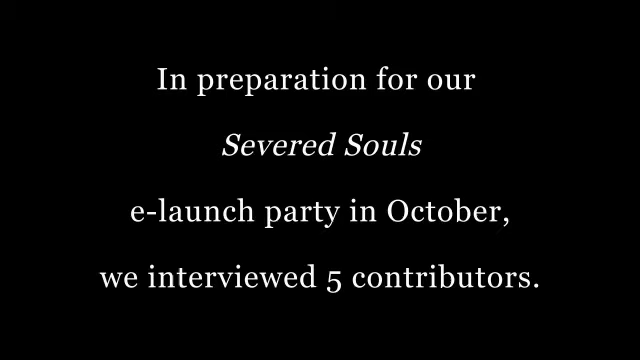 In preparation for our
Severed Souls
e-launch party in October,
we interviewed 5 contributors.